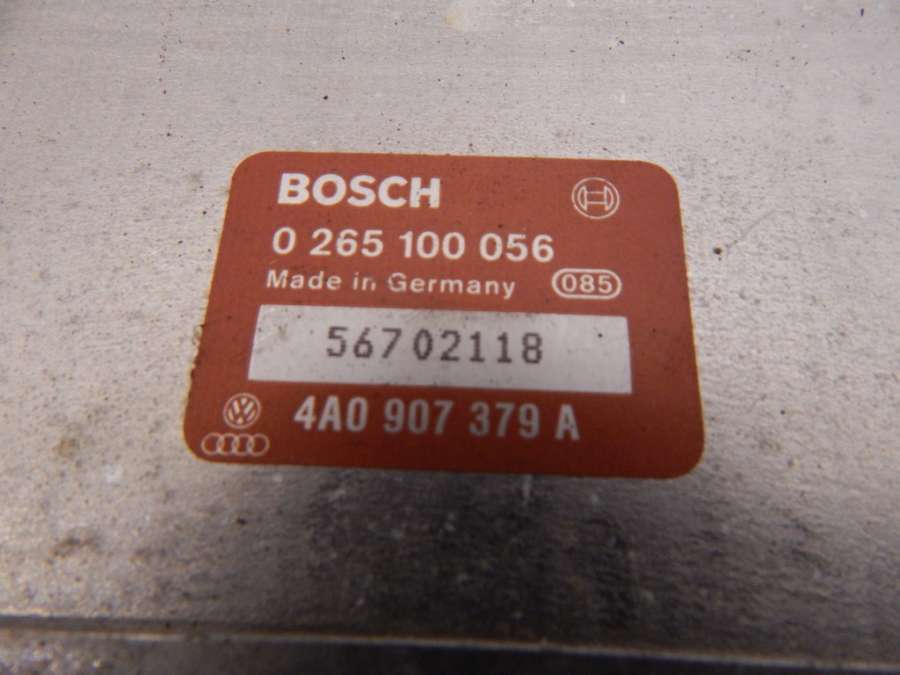 BOSCH
0 265 100 056
Made in Germany 085
56702118
4A0 907 379 A